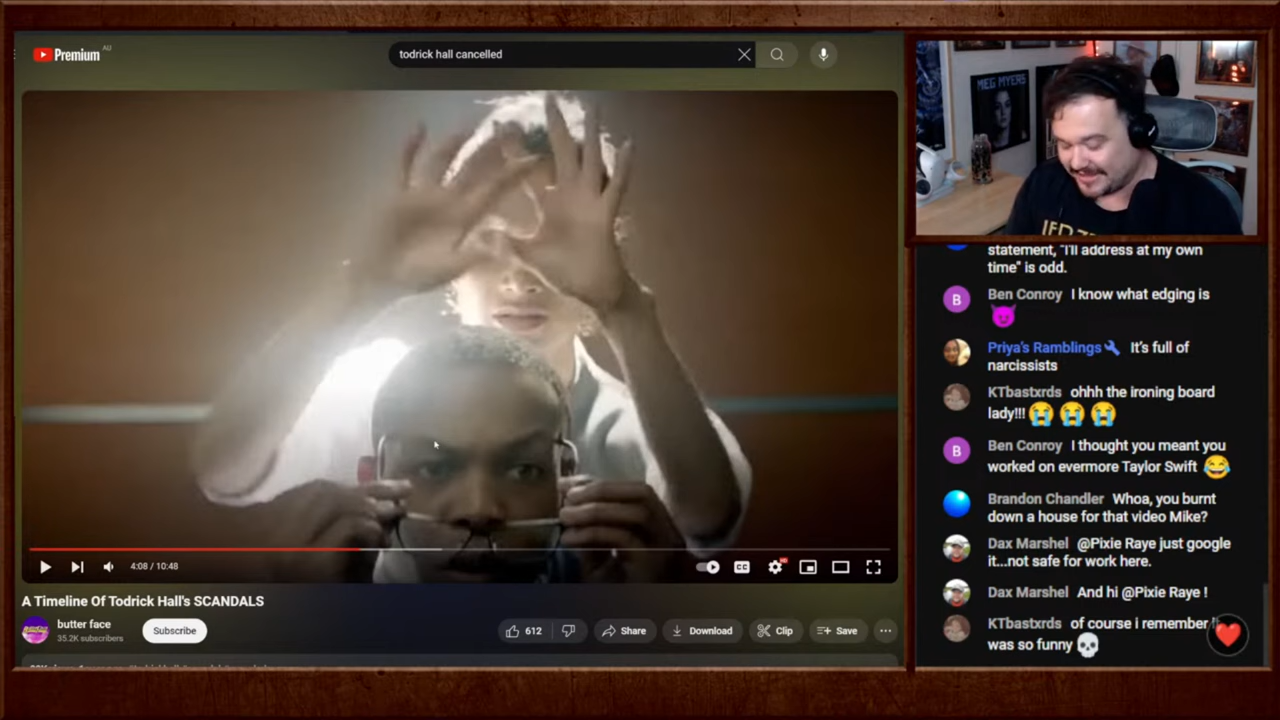 Premium AU
todrick hall cancelled
MEG MYERS
statement, "I'll address at my own
time" is odd.
B
Ben Conroy I know what edging is
Priya's Ramblings It's full of
narcissists
KTbastxrds ohhh the ironing board
lady!!!
B
Ben Conroy I thought you meant you
worked on evermore Taylor Swift
Brandon Chandler Whoa, you burnt
down a house for that video Mike?
Dax Marshel @Pixie Raye just google
it...not safe for work here.
Dax Marshel And hi @Pixie Raye !
KTbastxrds of course i remember it
was so funny
4:08 / 10:48
CC
A Timeline Of Todrick Hall's SCANDALS
butter face
35.2K subscribers
Subscribe
612
Share
Download
Clip
Save